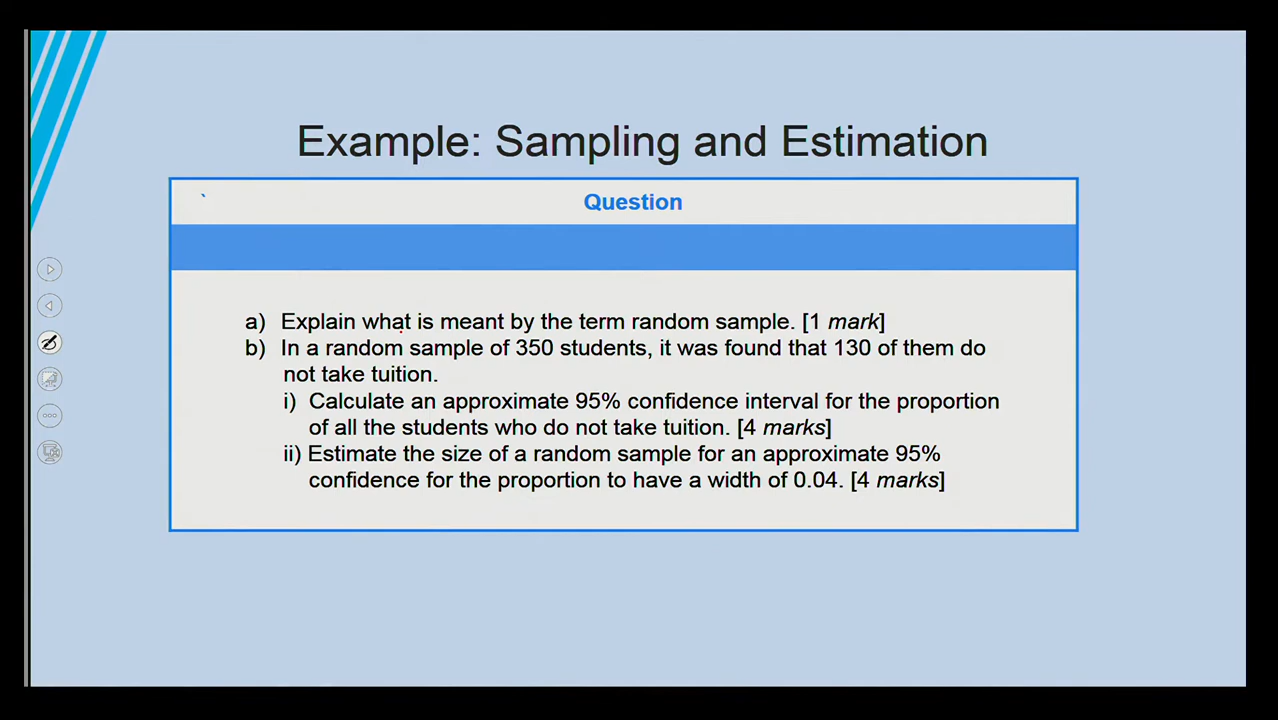 Example: Sampling and Estimation
` Question
a) Explain what is meant by the term random sample. [1 mark]
b) In a random sample of 350 students, it was found that 130 of them do
not take tuition.
i) Calculate an approximate 95% confidence interval for the proportion
of all the students who do not take tuition. [4 marks]
ii) Estimate the size of a random sample for an approximate 95%
confidence for the proportion to have a width of 0.04. [4 marks]